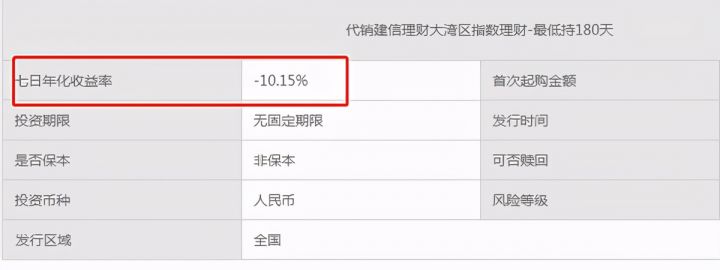 代销建信理财大湾区指数理财-最低持180天
七日年化收益率 -10.15% 首次起购金额
投资期限 无固定期限 发行时间
是否保本 非保本 可否赎回
投资币种 人民币 风险等级
发行区域 全国